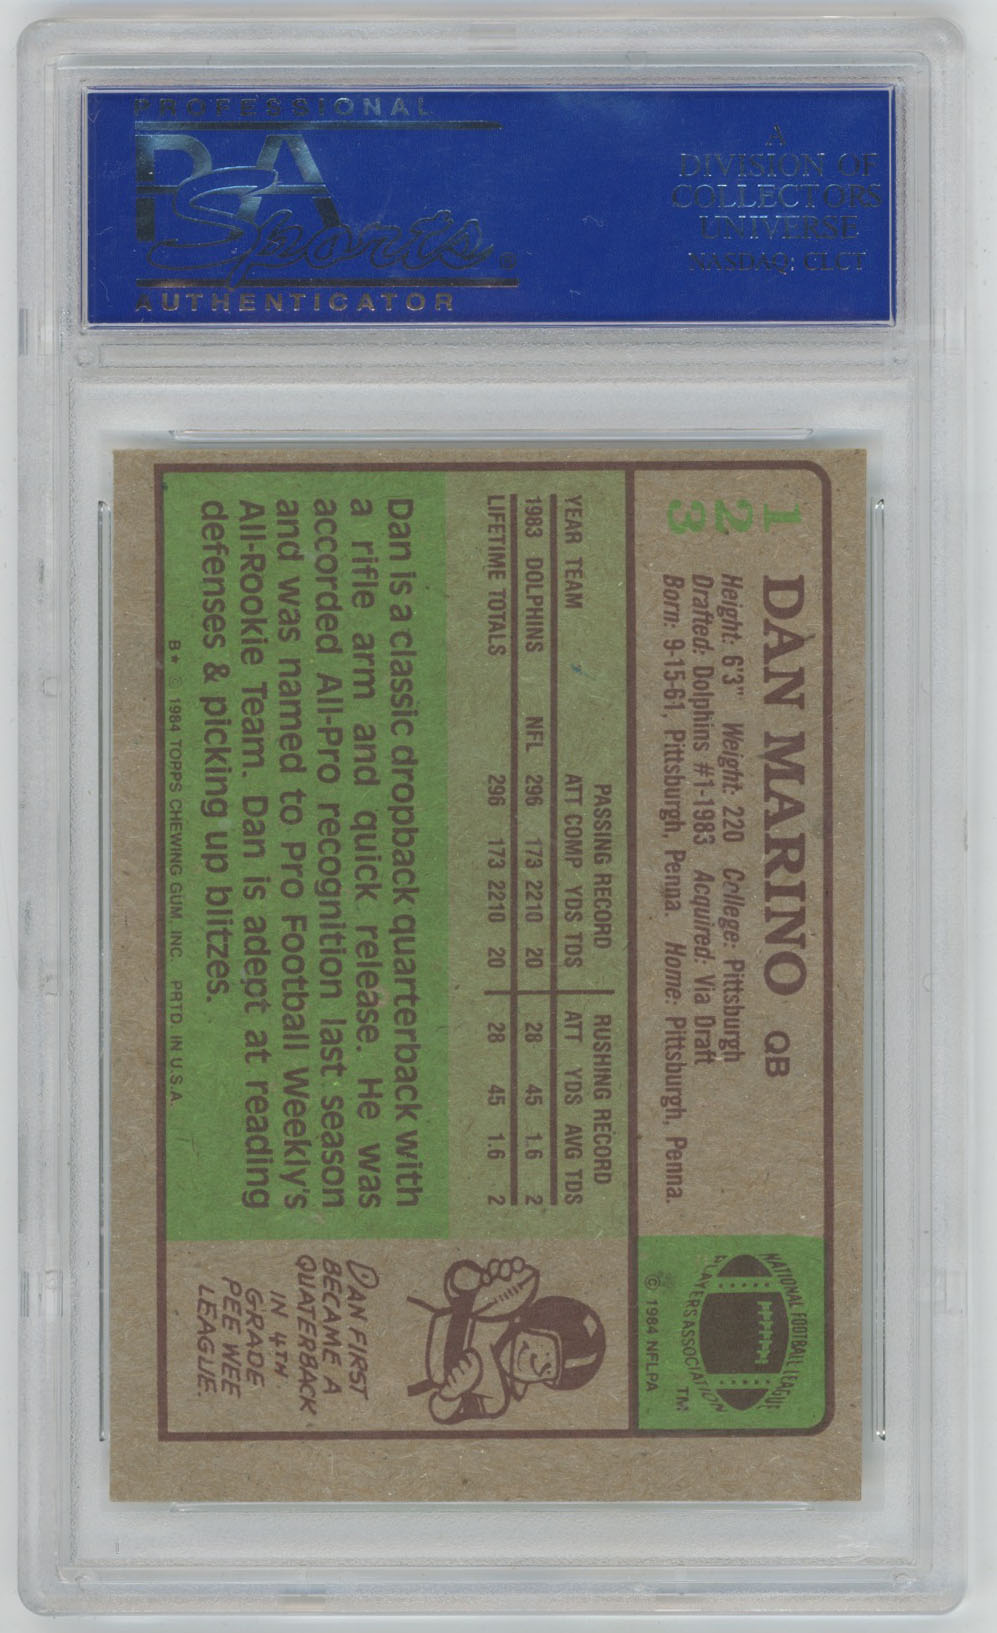 PROFESSIONAL
PSA
Sports®
AUTHENTICATOR
A
DIVISION OF
COLLECTORS
UNIVERSE
NASDAQ: CLCT
123
DAN MARINO QB
Height: 6'3" Weight: 220 College: Pittsburgh
Drafted: Dolphins #1-1983 Acquired: Via Draft
Born: 9-15-61, Pittsburgh, Penna. Home: Pittsburgh, Penna.
NATIONAL FOOTBALL LEAGUE
PLAYERS ASSOCIATION
TM
© 1984 NFLPA
PASSING RECORD RUSHING RECORD
YEAR TEAM ATT COMP YDS TDS ATT YDS AVG TDS
1983 DOLPHINS NFL 296 173 2210 20 28 45 1.6 2
LIFETIME TOTALS 296 173 2210 20 28 45 1.6 2
Dan is a classic dropback quarterback with
a rifle arm and quick release. He was
accorded All-Pro recognition last season
and was named to Pro Football Weekly's
All-Rookie Team. Dan is adept at reading
defenses & picking up blitzes.
DAN FIRST
BECAME A
QUATERBACK
IN 4TH
GRADE
PEE WEE
LEAGUE.
B* © 1984 TOPPS CHEWING GUM, INC. PRTD. IN U.S.A.